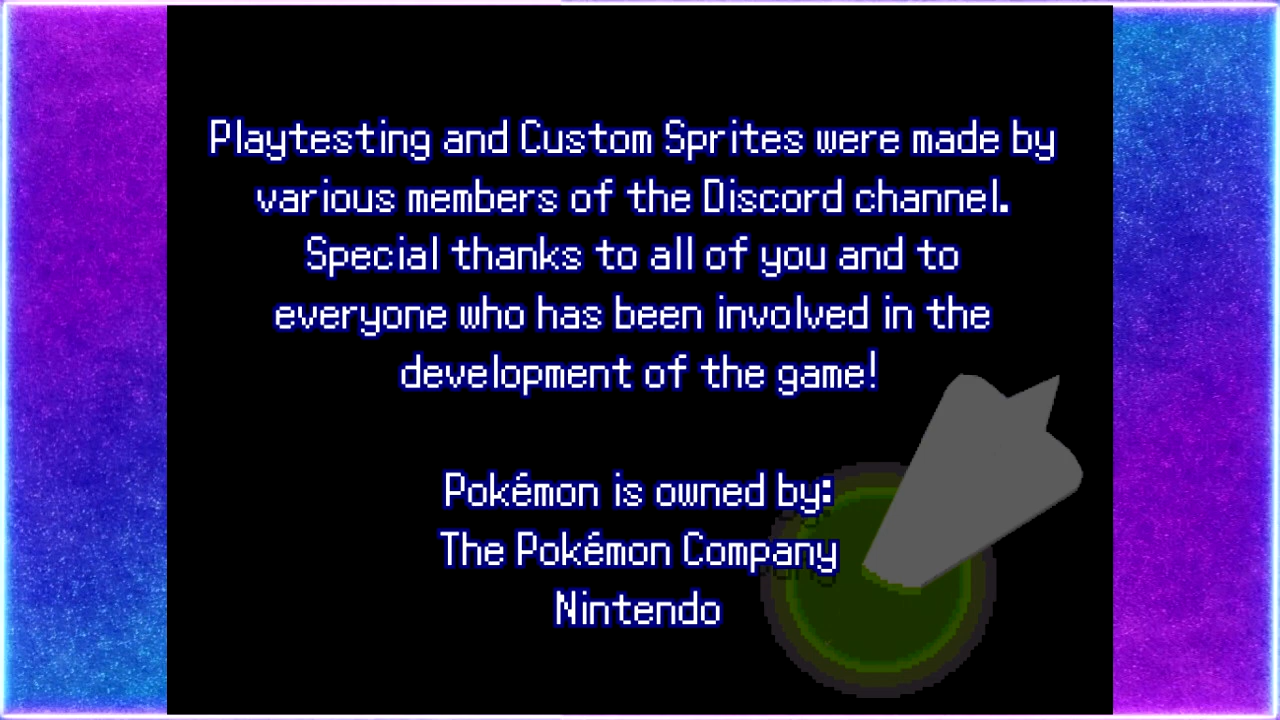 Playtesting and Custom Sprites were made by
various members of the Discord channel.
Special thanks to all of you and to
everyone who has been involved in the
development of the game!
Pokémon is owned by:
The Pokémon Company
Nintendo